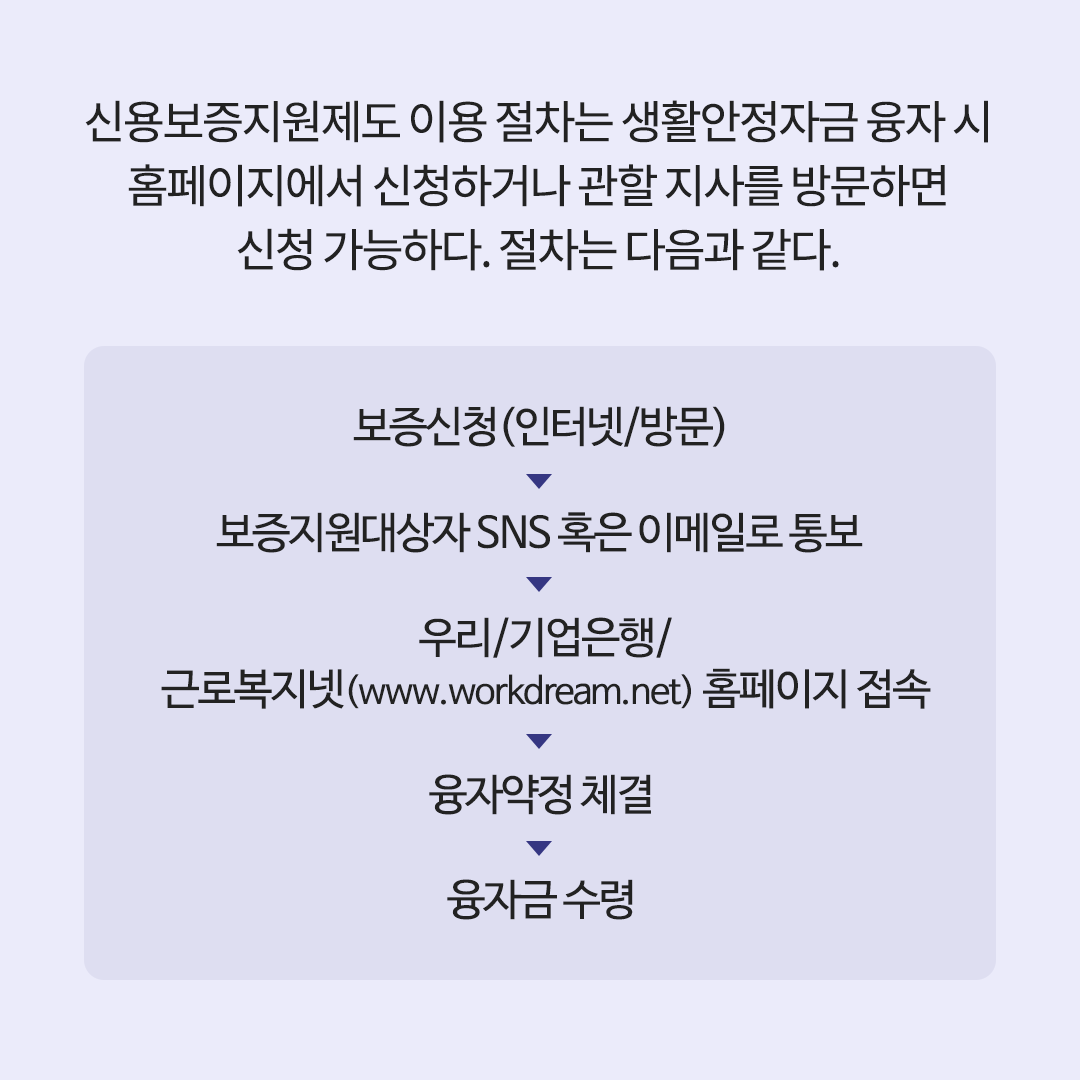 신용보증지원제도 이용 절차는 생활안정자금 융자 시
홈페이지에서 신청하거나 관할 지사를 방문하면
신청 가능하다. 절차는 다음과 같다.
보증신청(인터넷/방문)
보증지원대상자 SNS 혹은 이메일로 통보
우리/기업은행/
근로복지넷(www.workdream.net) 홈페이지 접속
융자약정 체결
융자금 수령